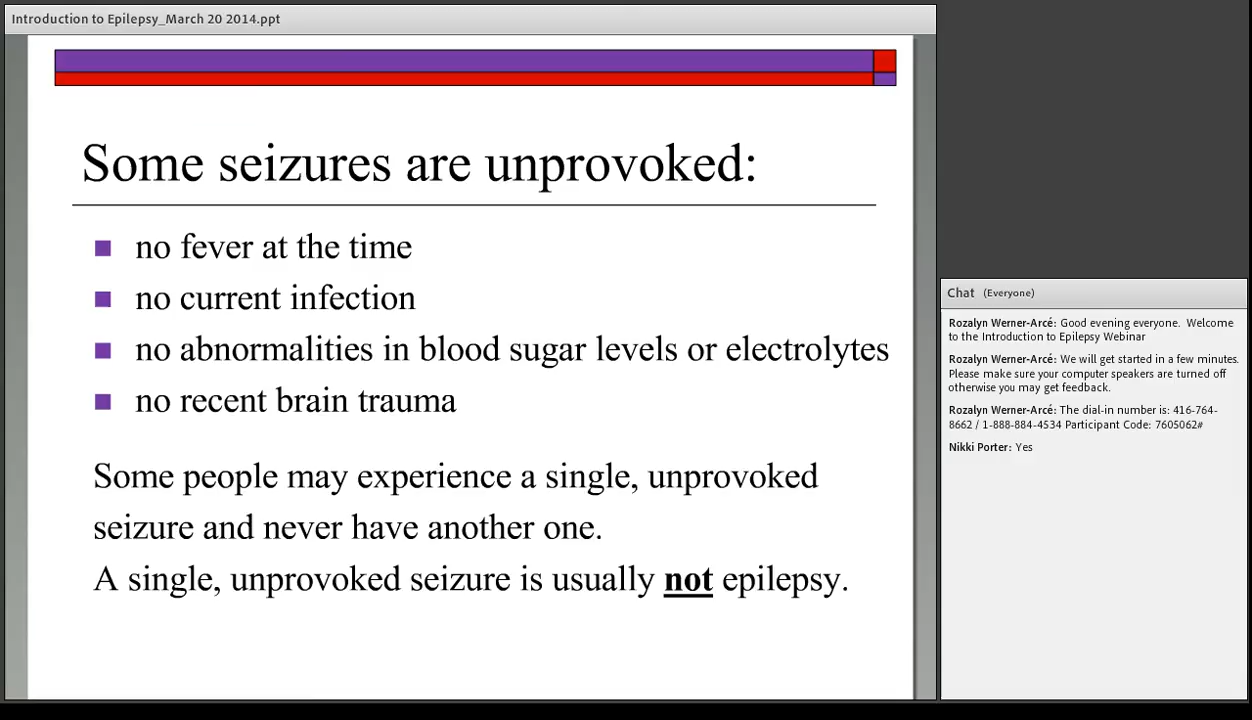 Introduction to Epilepsy_March 20 2014.ppt
Some seizures are unprovoked:
no fever at the time
no current infection
no abnormalities in blood sugar levels or electrolytes
no recent brain trauma
Some people may experience a single, unprovoked
seizure and never have another one.
A single, unprovoked seizure is usually not epilepsy.
Chat (Everyone)
Rozalyn Werner-Arcé: Good evening everyone. Welcome
to the Introduction to Epilepsy Webinar
Rozalyn Werner-Arcé: We will get started in a few minutes.
Please make sure your computer speakers are turned off
otherwise you may get feedback.
Rozalyn Werner-Arcé: The dial-in number is: 416-764-
8662 / 1-888-884-4534 Participant Code: 7605062#
Nikki Porter: Yes